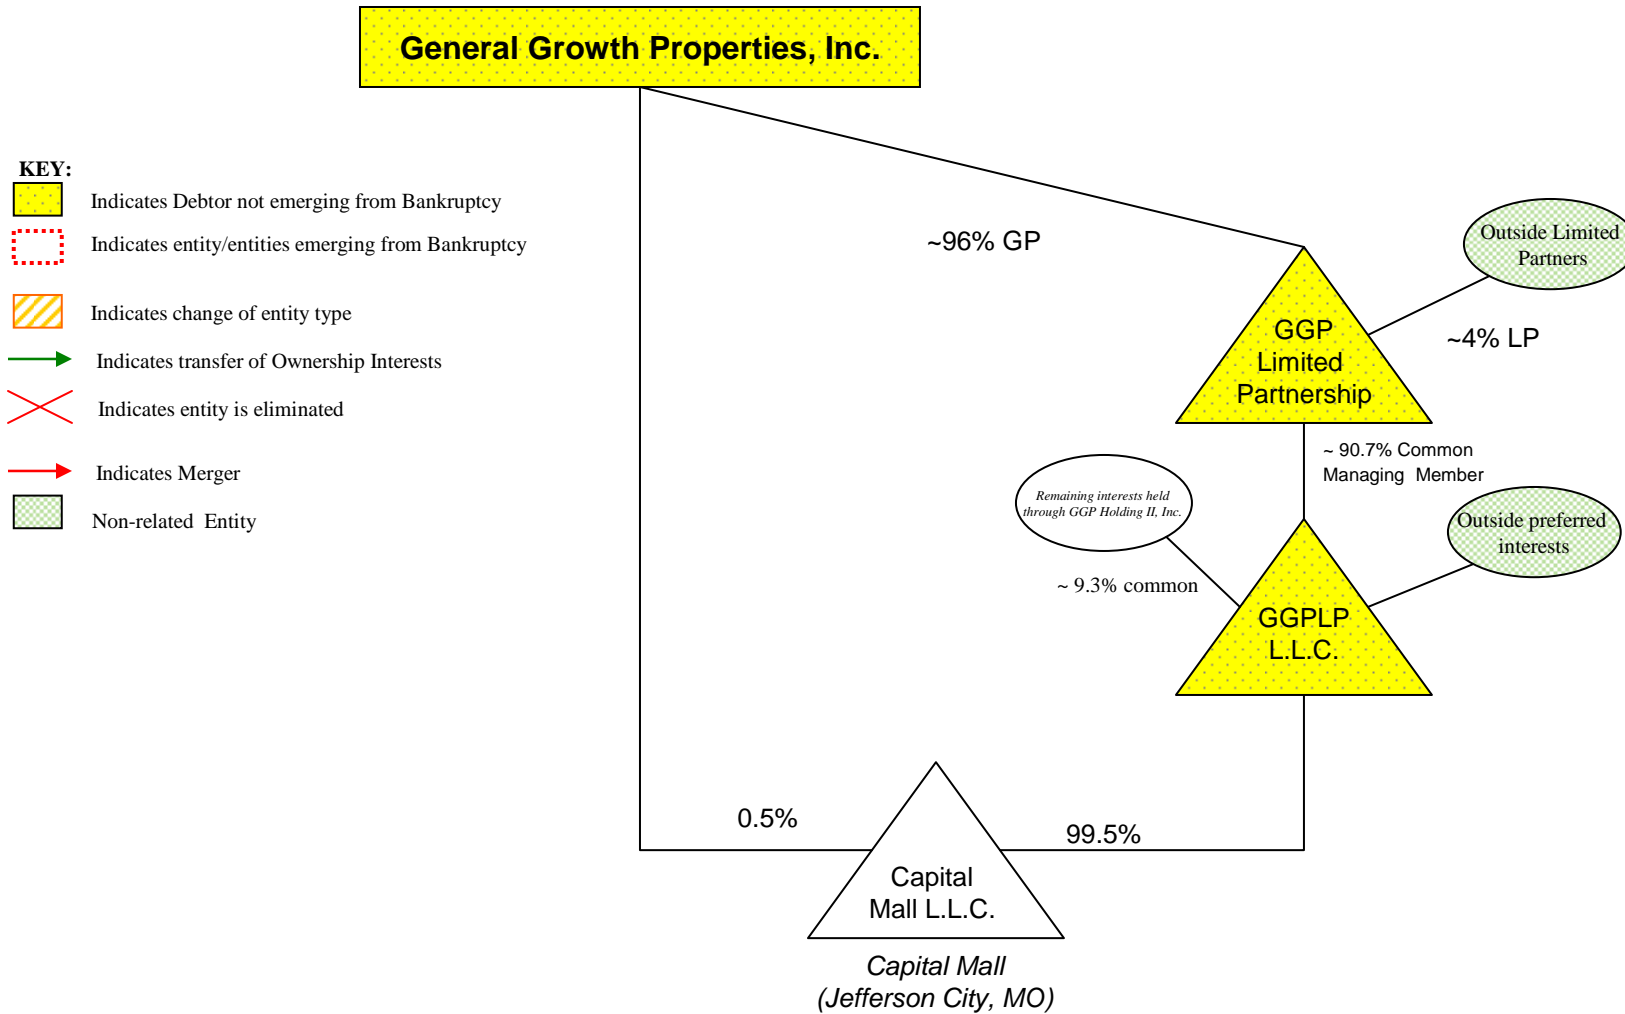 General Growth Properties, Inc.
KEY:
Indicates Debtor not emerging from Bankruptcy
Indicates entity/entities emerging from Bankruptcy
Indicates change of entity type
Indicates transfer of Ownership Interests
Indicates entity is eliminated
Indicates Merger
Non-related Entity
~96% GP
Outside Limited
Partners
~4% LP
GGP
Limited
Partnership
~ 90.7% Common
Managing Member
Remaining interests held
through GGP Holding II, Inc.
~ 9.3% common
Outside preferred
interests
GGPLP
L.L.C.
0.5%
99.5%
Capital
Mall L.L.C.
Capital Mall
(Jefferson City, MO)